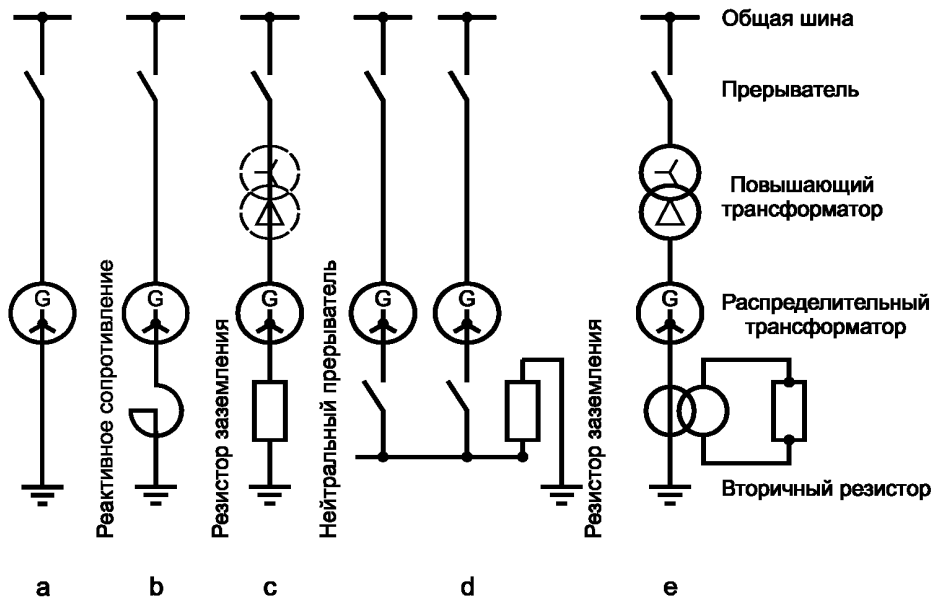 Общая шина
Прерыватель
Повышающий
трансформатор
G
G
G
G
G
G
Распределительный
трансформатор
Реактивное сопротивление
Резистор заземления
Нейтральный прерыватель
Резистор заземления
Вторичный резистор
a
b
c
d
e